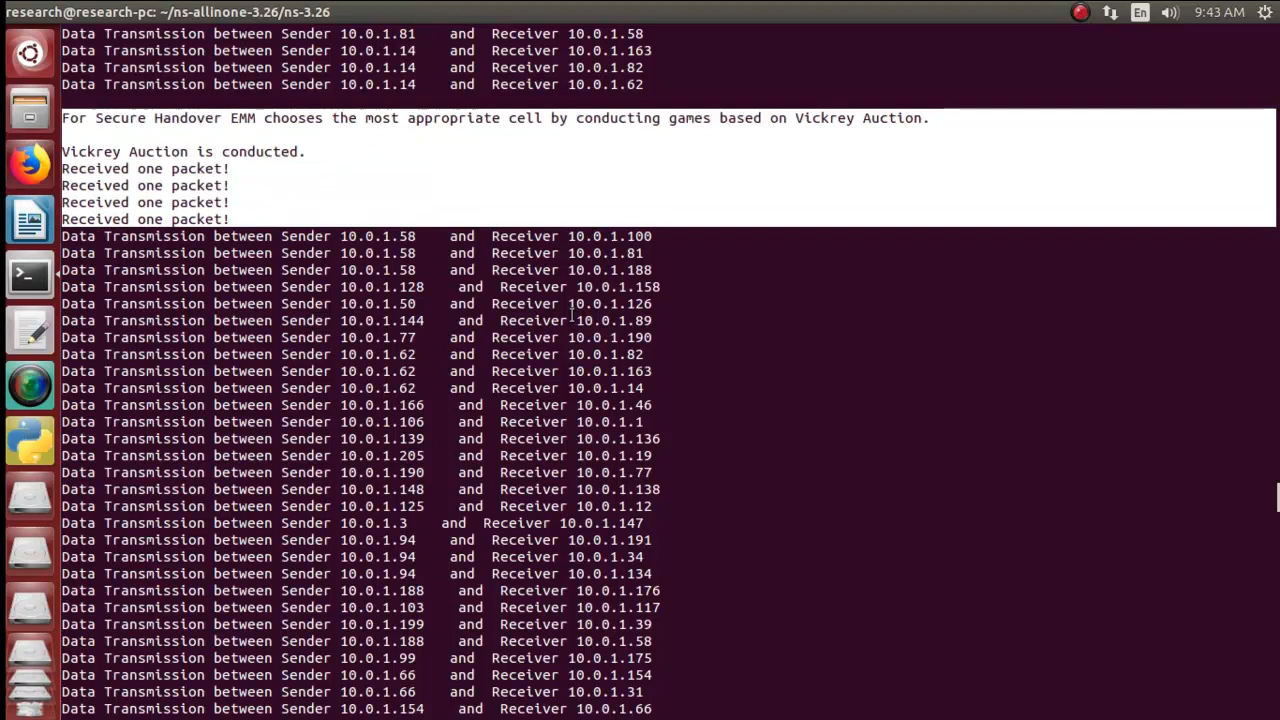 research@research-pc: ~/ns-allinone-3.26/ns-3.26
En
9:43 AM
Data Transmission between Sender 10.0.1.81 and Receiver 10.0.1.58
Data Transmission between Sender 10.0.1.14 and Receiver 10.0.1.163
Data Transmission between Sender 10.0.1.14 and Receiver 10.0.1.82
Data Transmission between Sender 10.0.1.14 and Receiver 10.0.1.62
For Secure Handover EMM chooses the most appropriate cell by conducting games based on Vickrey Auction.
Vickrey Auction is conducted.
Received one packet!
Received one packet!
Received one packet!
Received one packet!
Data Transmission between Sender 10.0.1.58 and Receiver 10.0.1.100
Data Transmission between Sender 10.0.1.58 and Receiver 10.0.1.81
Data Transmission between Sender 10.0.1.58 and Receiver 10.0.1.188
Data Transmission between Sender 10.0.1.128 and Receiver 10.0.1.158
Data Transmission between Sender 10.0.1.50 and Receiver 10.0.1.126
Data Transmission between Sender 10.0.1.144 and Receiver 10.0.1.89
Data Transmission between Sender 10.0.1.77 and Receiver 10.0.1.190
Data Transmission between Sender 10.0.1.62 and Receiver 10.0.1.82
Data Transmission between Sender 10.0.1.62 and Receiver 10.0.1.163
Data Transmission between Sender 10.0.1.62 and Receiver 10.0.1.14
Data Transmission between Sender 10.0.1.166 and Receiver 10.0.1.46
Data Transmission between Sender 10.0.1.106 and Receiver 10.0.1.1
Data Transmission between Sender 10.0.1.139 and Receiver 10.0.1.136
Data Transmission between Sender 10.0.1.205 and Receiver 10.0.1.19
Data Transmission between Sender 10.0.1.190 and Receiver 10.0.1.77
Data Transmission between Sender 10.0.1.148 and Receiver 10.0.1.138
Data Transmission between Sender 10.0.1.125 and Receiver 10.0.1.12
Data Transmission between Sender 10.0.1.3 and Receiver 10.0.1.147
Data Transmission between Sender 10.0.1.94 and Receiver 10.0.1.191
Data Transmission between Sender 10.0.1.94 and Receiver 10.0.1.34
Data Transmission between Sender 10.0.1.94 and Receiver 10.0.1.134
Data Transmission between Sender 10.0.1.188 and Receiver 10.0.1.176
Data Transmission between Sender 10.0.1.103 and Receiver 10.0.1.117
Data Transmission between Sender 10.0.1.199 and Receiver 10.0.1.39
Data Transmission between Sender 10.0.1.188 and Receiver 10.0.1.58
Data Transmission between Sender 10.0.1.99 and Receiver 10.0.1.175
Data Transmission between Sender 10.0.1.66 and Receiver 10.0.1.154
Data Transmission between Sender 10.0.1.66 and Receiver 10.0.1.31
Data Transmission between Sender 10.0.1.154 and Receiver 10.0.1.66